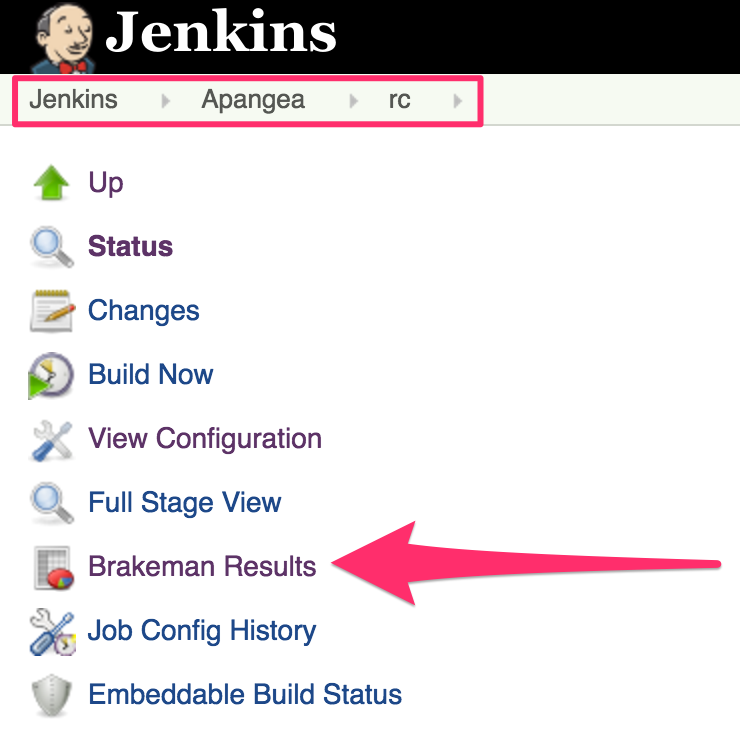 Jenkins
Jenkins Apangea rc
Up
Status
Changes
Build Now
View Configuration
Full Stage View
Brakeman Results
Job Config History
Embeddable Build Status